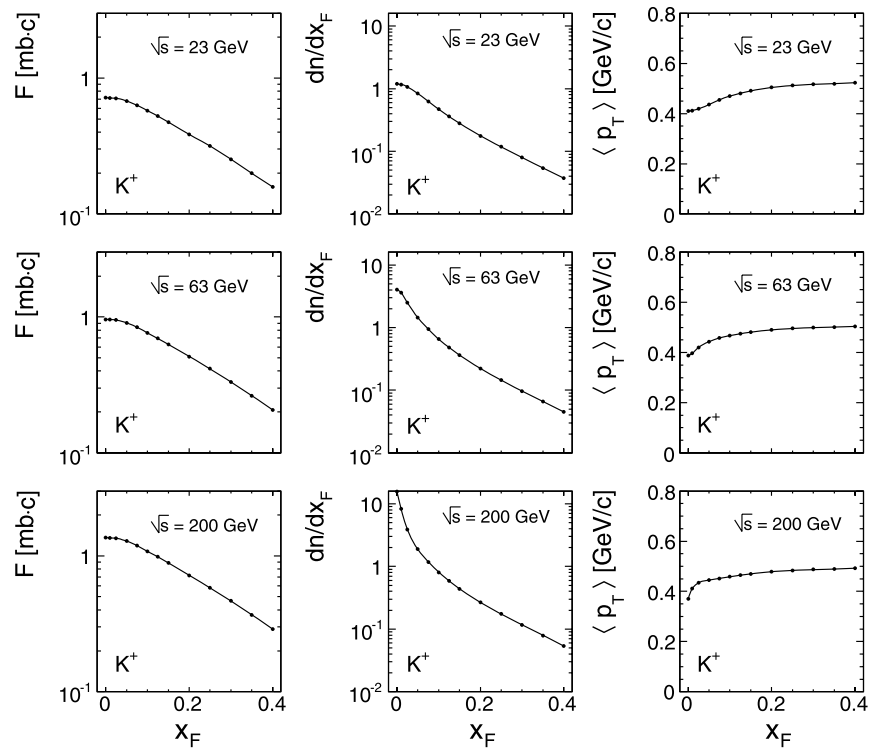 F [mb·c]
1
10⁻¹
√s = 23 GeV
K⁺
dn/dx_F
10
1
10⁻¹
10⁻²
√s = 23 GeV
K⁺
⟨ p_T ⟩ [GeV/c]
0.8
0.6
0.4
0.2
0
√s = 23 GeV
K⁺
F [mb·c]
1
10⁻¹
√s = 63 GeV
K⁺
dn/dx_F
10
1
10⁻¹
10⁻²
√s = 63 GeV
K⁺
⟨ p_T ⟩ [GeV/c]
0.8
0.6
0.4
0.2
0
√s = 63 GeV
K⁺
F [mb·c]
1
10⁻¹
√s = 200 GeV
K⁺
0 0.2 0.4
x_F
dn/dx_F
10
1
10⁻¹
10⁻²
√s = 200 GeV
K⁺
0 0.2 0.4
x_F
⟨ p_T ⟩ [GeV/c]
0.8
0.6
0.4
0.2
0
√s = 200 GeV
K⁺
0 0.2 0.4
x_F